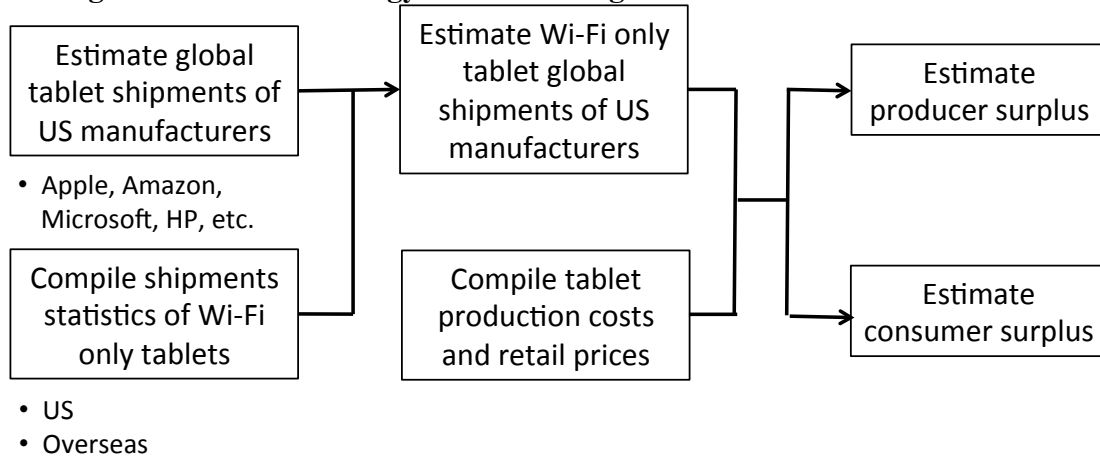 Estimate global
tablet shipments of
US manufacturers
• Apple, Amazon,
Microsoft, HP, etc.
Compile shipments
statistics of Wi-Fi
only tablets
• US
• Overseas
Estimate Wi-Fi only
tablet global
shipments of US
manufacturers
Compile tablet
production costs
and retail prices
Estimate
producer surplus
Estimate
consumer surplus